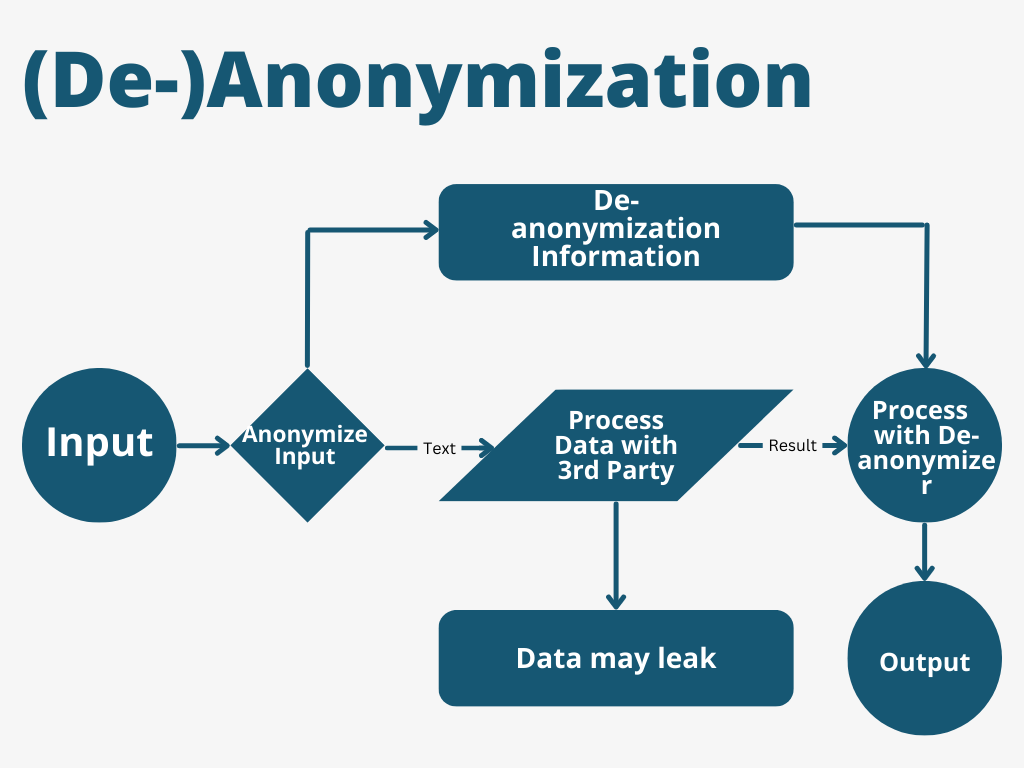 (De-)Anonymization
De-
anonymization
Information
Input
Anonymize
Input
Text
Process
Data with
3rd Party
Result
Process
with De-
anonymize
r
Data may leak
Output